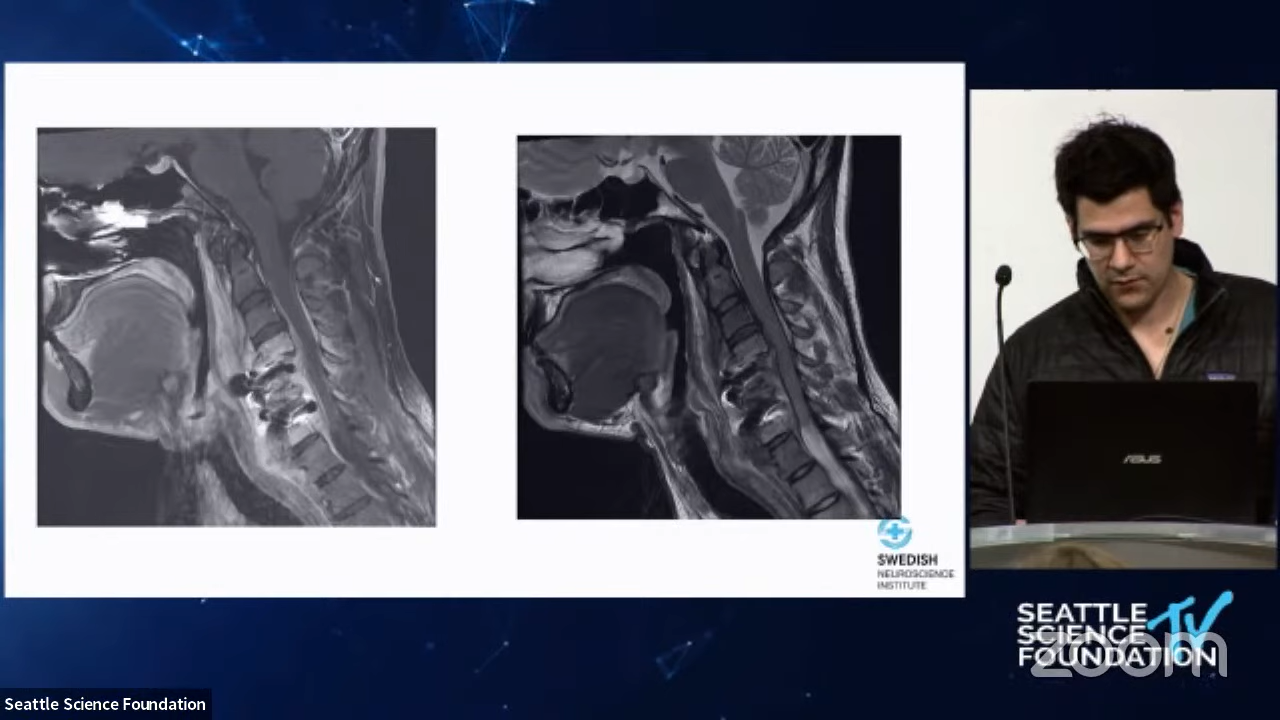 SWEDISH
NEUROSCIENCE
INSTITUTE
ASUS
SEATTLE
SCIENCE TV
FOUNDATION
zoom
Seattle Science Foundation